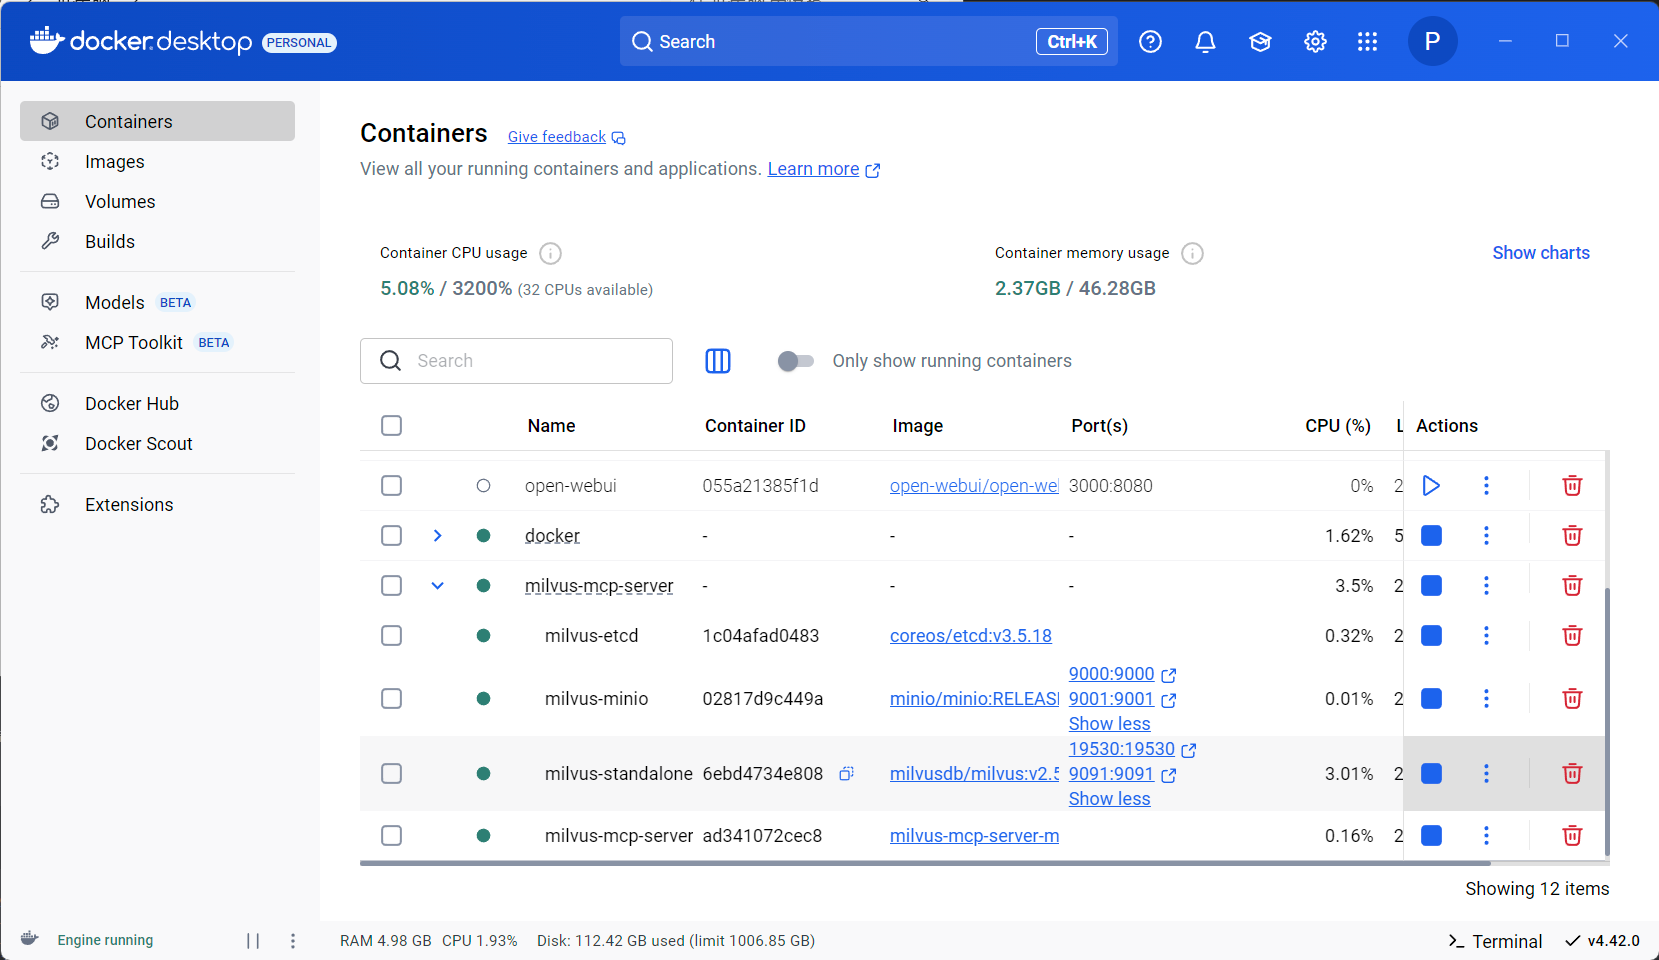 docker.desktop PERSONAL
Search Ctrl+K
P
Containers
Images
Volumes
Builds
Models BETA
MCP Toolkit BETA
Docker Hub
Docker Scout
Extensions
Containers Give feedback
View all your running containers and applications. Learn more
Container CPU usage
5.08% / 3200% (32 CPUs available)
Container memory usage
2.37GB / 46.28GB
Show charts
Search
Only show running containers
Name Container ID Image Port(s) CPU (%) L Actions
open-webui 055a21385f1d open-webui/open-we 3000:8080 0% 2
docker - - - 1.62% 5
milvus-mcp-server - - - 3.5% 2
milvus-etcd 1c04afad0483 coreos/etcd:v3.5.18 0.32% 2
9000:9000
milvus-minio 02817d9c449a minio/minio:RELEAS 9001:9001 0.01% 2
Show less
19530:19530
milvus-standalone 6ebd4734e808 milvusdb/milvus:v2.5 9091:9091 3.01% 2
Show less
milvus-mcp-server ad341072cec8 milvus-mcp-server-m 0.16% 2
Showing 12 items
Engine running
RAM 4.98 GB CPU 1.93% Disk: 112.42 GB used (limit 1006.85 GB)
Terminal v4.42.0